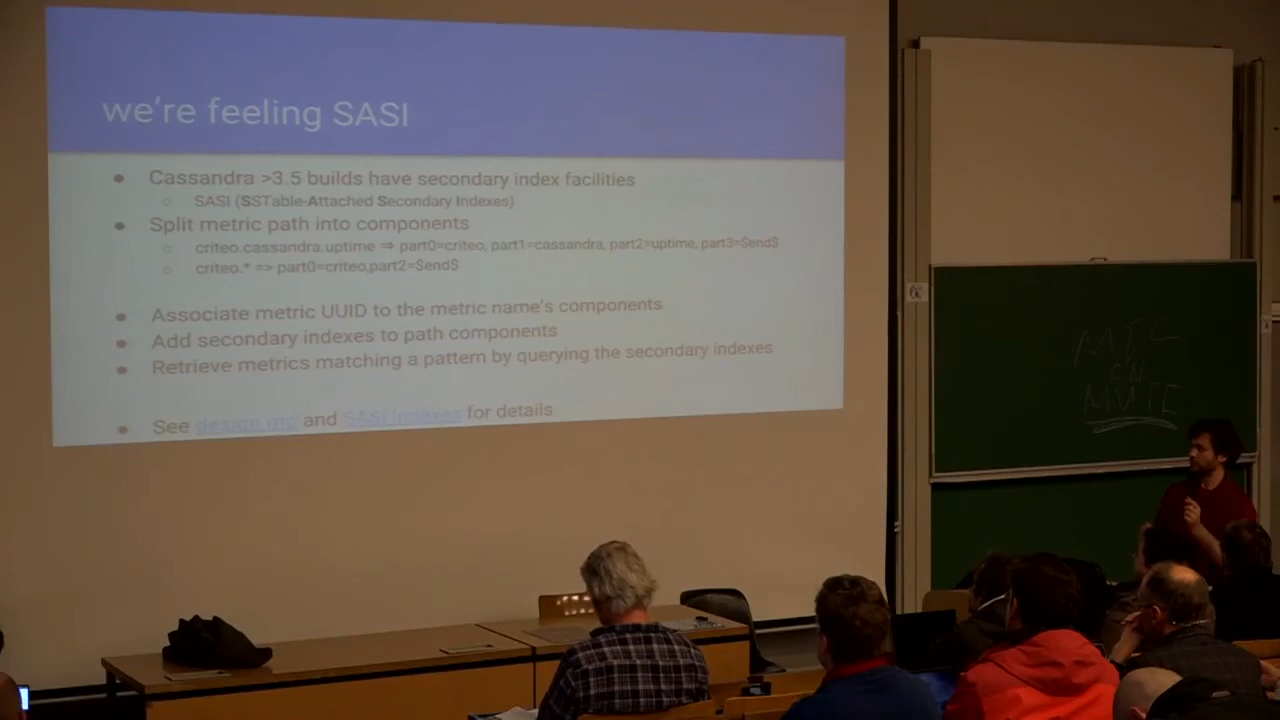 we're feeling SASI
● Cassandra >3.5 builds have secondary index facilities
○ SASI (SSTable-Attached Secondary Indexes)
● Split metric path into components
○ criteo.cassandra.uptime ⇒ part0=criteo, part1=cassandra, part2=uptime, part3=$end$
○ criteo.* => part0=criteo,part2=$end$
● Associate metric UUID to the metric name's components
● Add secondary indexes to path components
● Retrieve metrics matching a pattern by querying the secondary indexes
● See design.md and SASI Indexes for details
ON
MUTE